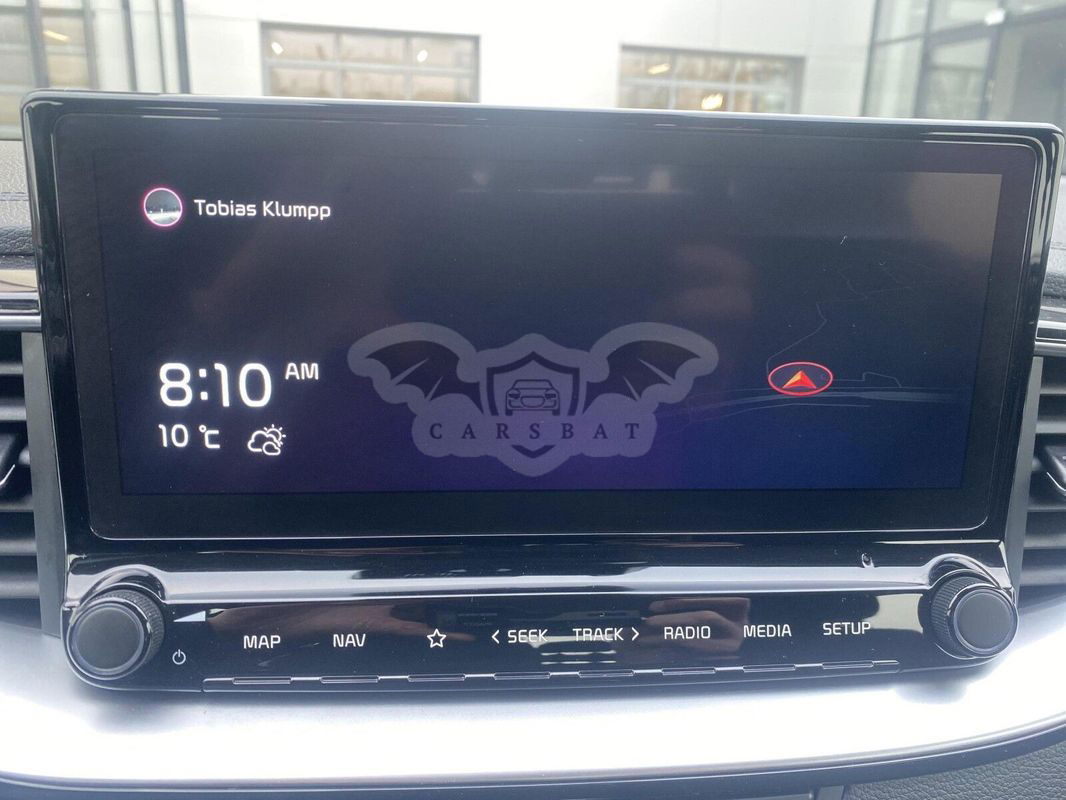 Tobias Klumpp
8:10 AM
10 °C
CARSBAT
MAP NAV < SEEK TRACK > RADIO MEDIA SETUP